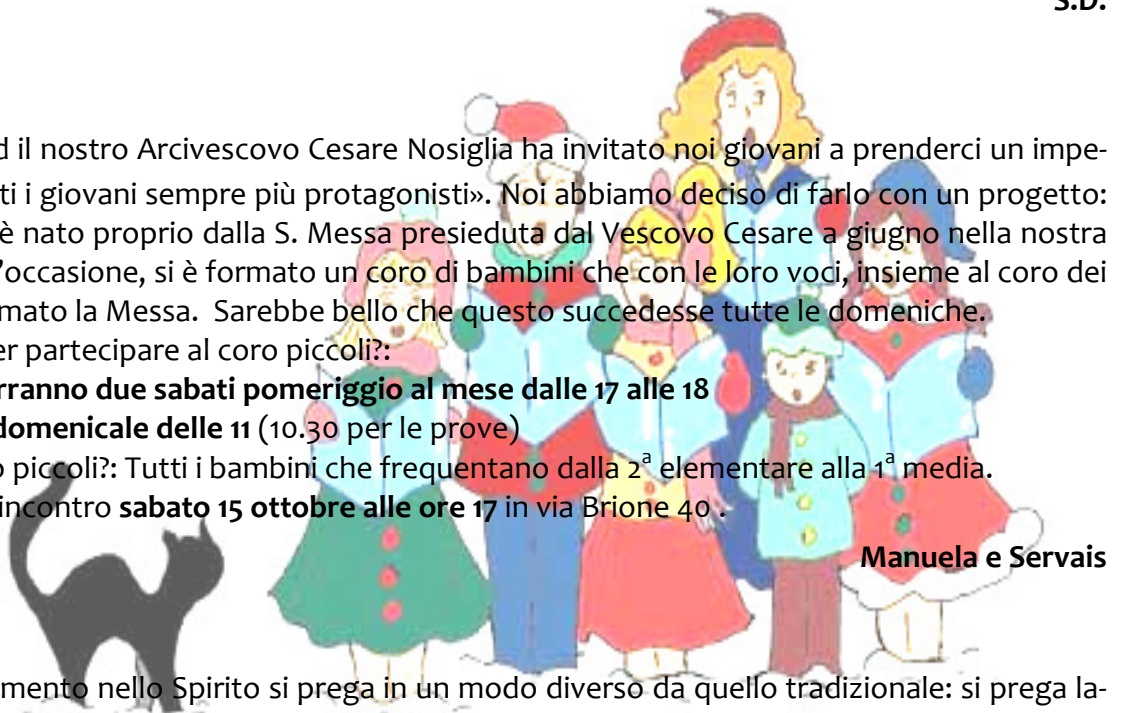 S.D.
d il nostro Arcivescovo Cesare Nosiglia ha invitato noi giovani a prenderci un impe-
ti i giovani sempre più protagonisti». Noi abbiamo deciso di farlo con un progetto:
è nato proprio dalla S. Messa presieduta dal Vescovo Cesare a giugno nella nostra
'occasione, si è formato un coro di bambini che con le loro voci, insieme al coro dei
mato la Messa. Sarebbe bello che questo succedesse tutte le domeniche.
er partecipare al coro piccoli?:
rranno due sabati pomeriggio al mese dalle 17 alle 18
domenicale delle 11 (10.30 per le prove)
o piccoli?: Tutti i bambini che frequentano dalla 2ª elementare alla 1ª media.
incontro sabato 15 ottobre alle ore 17 in via Brione 40 .
Manuela e Servais
mento nello Spirito si prega in un modo diverso da quello tradizionale: si prega la-